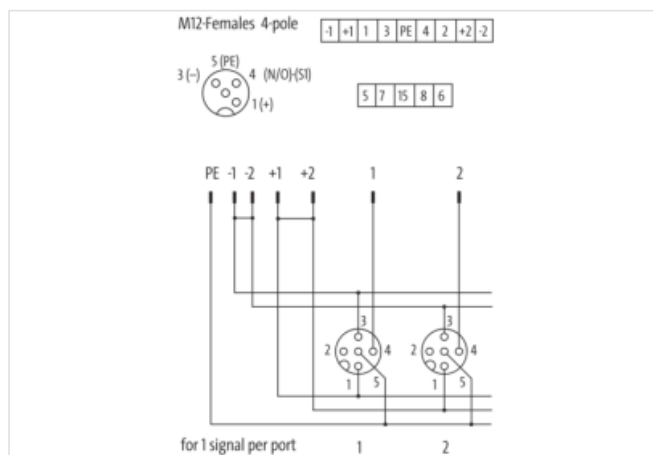 M12-Females 4-pole
-1 +1 1 3 PE 4 2 +2 -2
5 (PE)
3 (–)
4 (N/O)-(S1)
1 (+)
5 7 15 8 6
PE -1 -2 +1 +2 1 2
3 3
2 4 2 4
1 5 1 5
for 1 signal per port 1 2